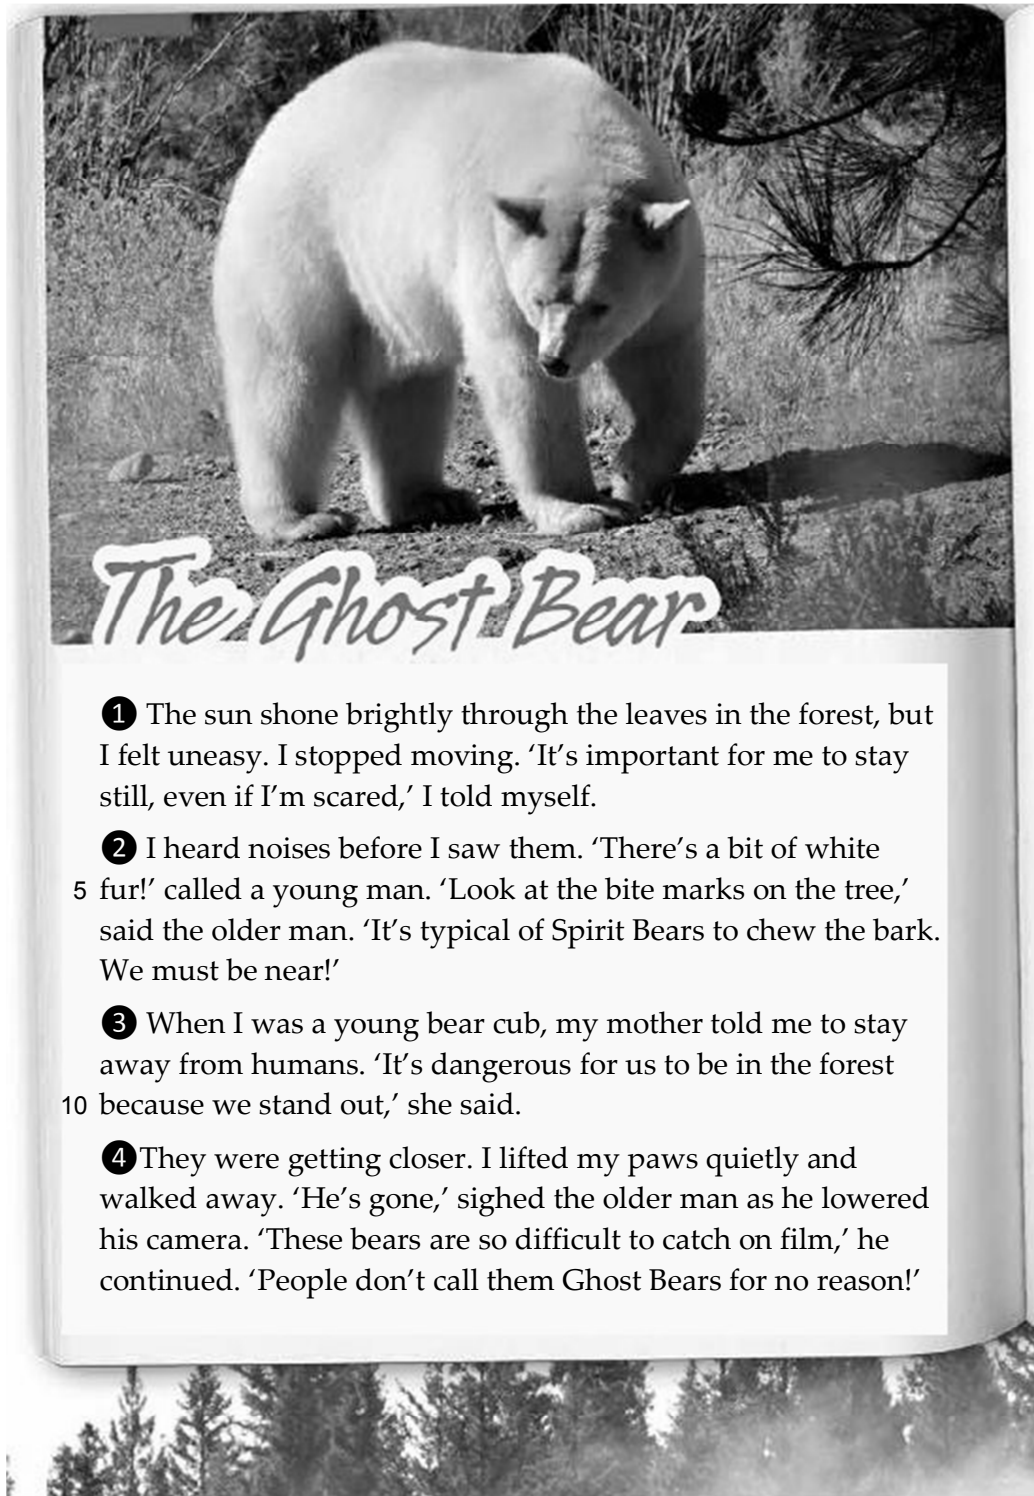 The Ghost Bear
❶ The sun shone brightly through the leaves in the forest, but
I felt uneasy. I stopped moving. ‘It’s important for me to stay
still, even if I’m scared,’ I told myself.
❷ I heard noises before I saw them. ‘There’s a bit of white
5 fur!’ called a young man. ‘Look at the bite marks on the tree,’
said the older man. ‘It’s typical of Spirit Bears to chew the bark.
We must be near!’
❸ When I was a young bear cub, my mother told me to stay
away from humans. ‘It’s dangerous for us to be in the forest
10 because we stand out,’ she said.
❹They were getting closer. I lifted my paws quietly and
walked away. ‘He’s gone,’ sighed the older man as he lowered
his camera. ‘These bears are so difficult to catch on film,’ he
continued. ‘People don’t call them Ghost Bears for no reason!’